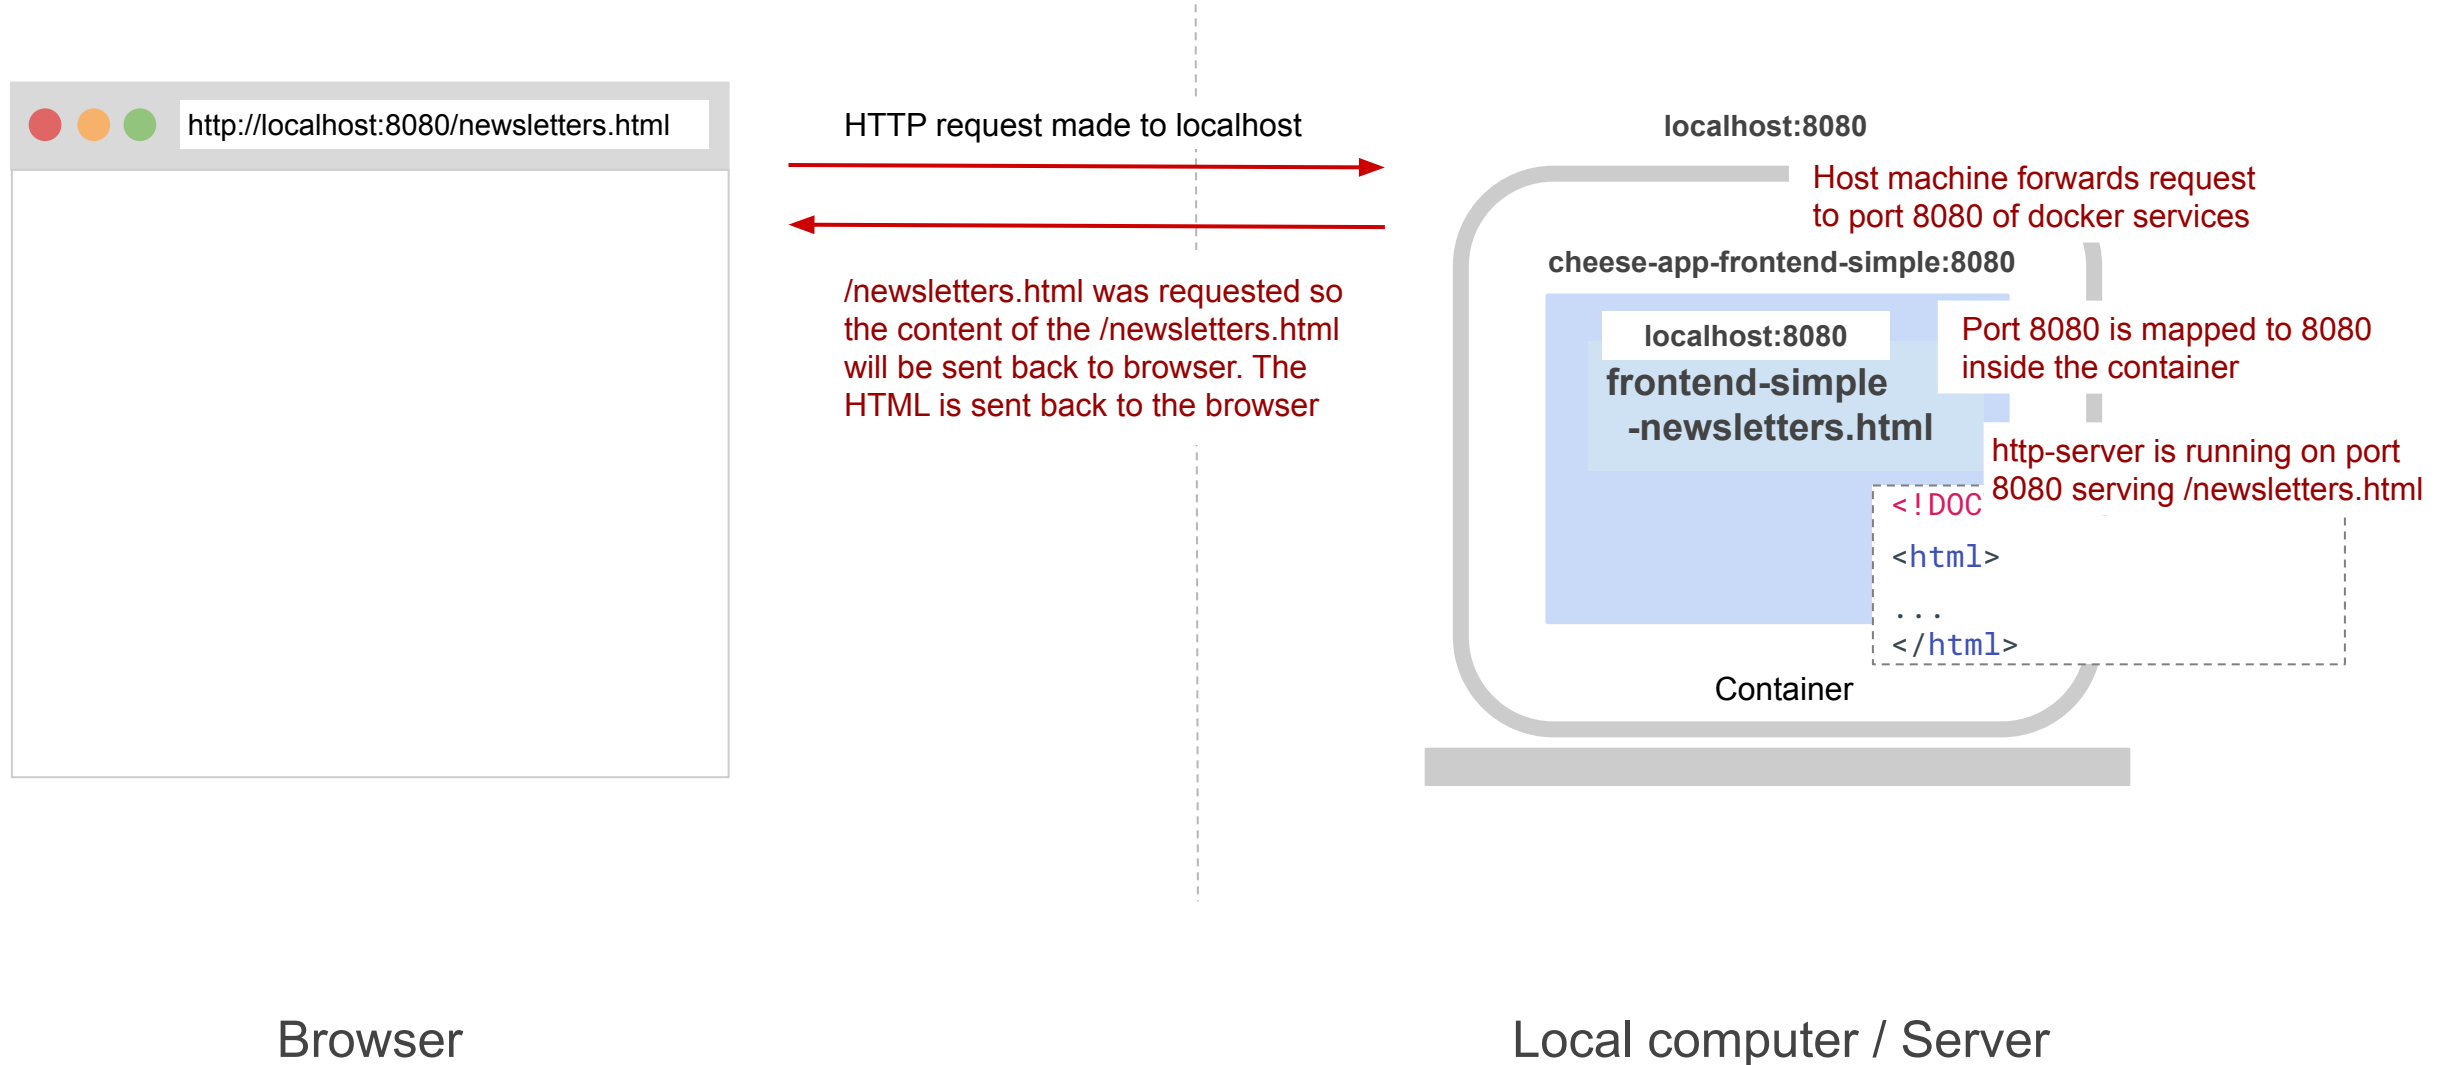 http://localhost:8080/newsletters.html
HTTP request made to localhost
/newsletters.html was requested so
the content of the /newsletters.html
will be sent back to browser. The
HTML is sent back to the browser
localhost:8080
Host machine forwards request
to port 8080 of docker services
cheese-app-frontend-simple:8080
localhost:8080
Port 8080 is mapped to 8080
inside the container
frontend-simple
-newsletters.html
http-server is running on port
8080 serving /newsletters.html
<!DOC
<html>
...
</html>
Container
Browser
Local computer / Server